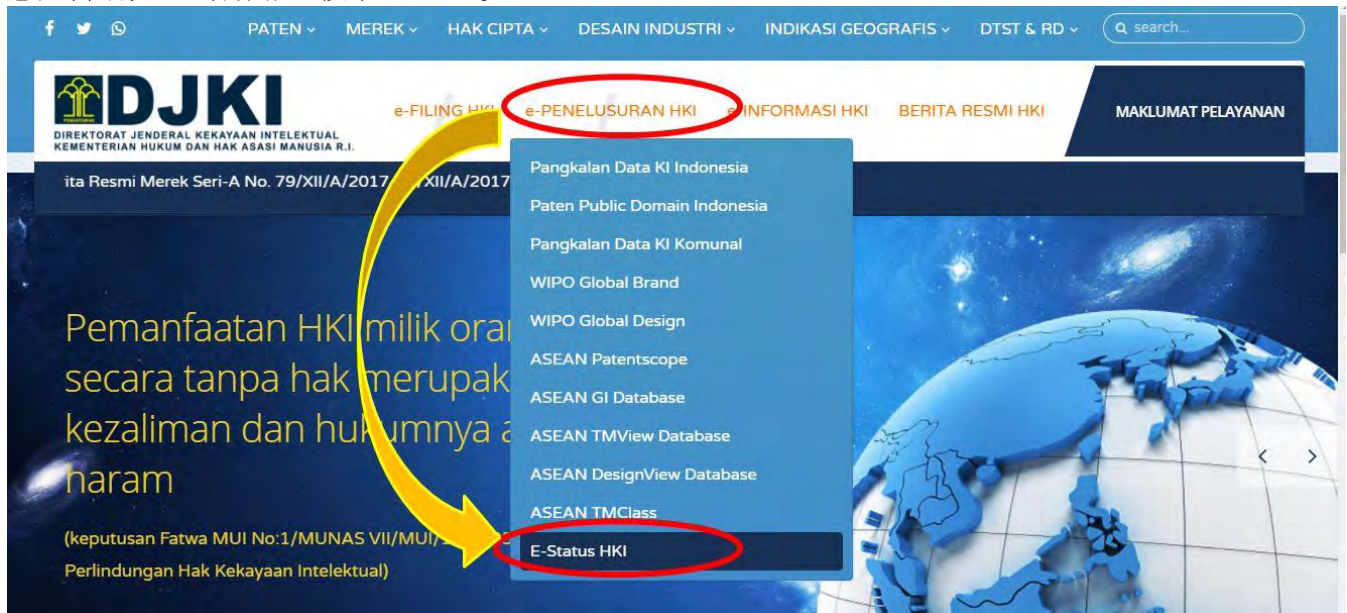 PATEN MEREK HAK CIPTA DESAIN INDUSTRI INDIKASI GEOGRAFIS DTST & RD search...
DJKI
DIREKTORAT JENDERAL KEKAYAAN INTELEKTUAL
KEMENTERIAN HUKUM DAN HAK ASASI MANUSIA R.I.
e-FILING HKI e-PENELUSURAN HKI e-INFORMASI HKI BERITA RESMI HKI MAKLUMAT PELAYANAN
ita Resmi Merek Seri-A No. 79/XII/A/2017 XII/A/2017
Pangkalan Data KI Indonesia
Paten Public Domain Indonesia
Pangkalan Data KI Komunal
WIPO Global Brand
WIPO Global Design
ASEAN Patentscope
ASEAN GI Database
ASEAN TMView Database
ASEAN DesignView Database
ASEAN TMClass
E-Status HKI
Pemanfaatan HKI milik oran
secara tanpa hak merupak
kezaliman dan hukumnya a
haram
(keputusan Fatwa MUI No:1/MUNAS VII/MUI/
Perlindungan Hak Kekayaan Intelektual)